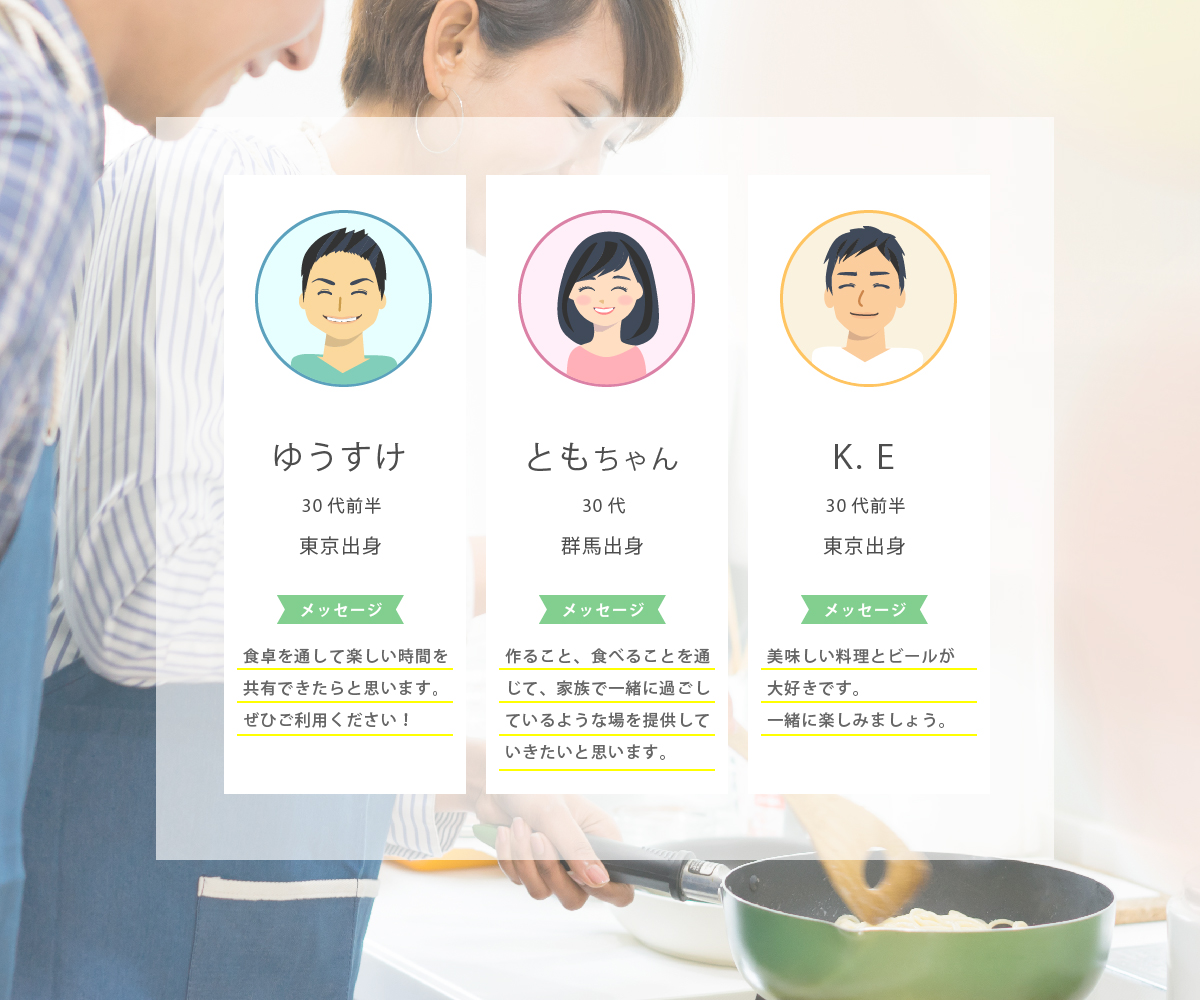 ゆうすけ
30 代前半
東京出身
メッセージ
食卓を通して楽しい時間を
共有できたらと思います。
ぜひご利用ください！
ともちゃん
30 代
群馬出身
メッセージ
作ること、食べることを通
じて、家族で一緒に過ごし
ているような場を提供して
いきたいと思います。
K. E
30 代前半
東京出身
メッセージ
美味しい料理とビールが
大好きです。
一緒に楽しみましょう。